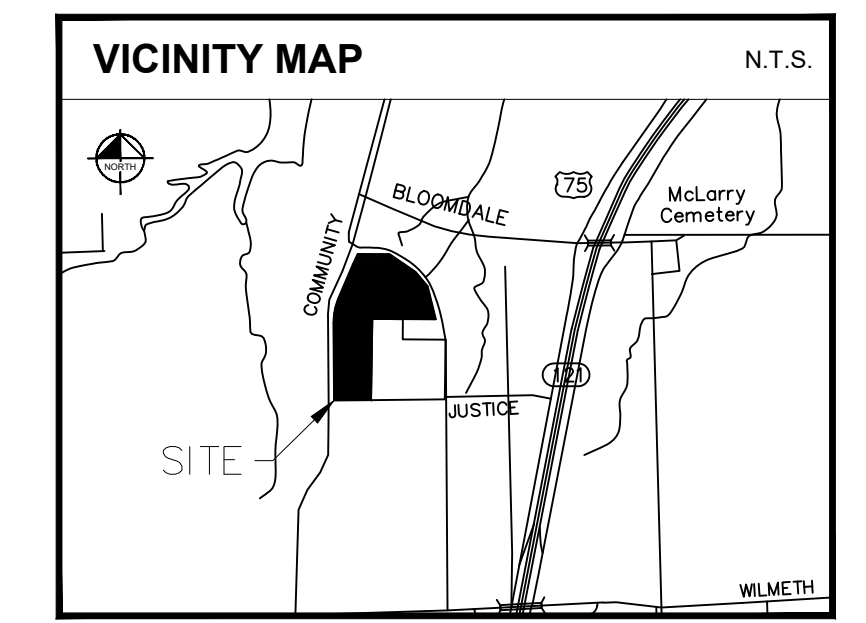 VICINITY MAP
N.T.S.
NORTH
BLOOMDALE
75
McLarry
Cemetery
COMMUNITY
121
JUSTICE
SITE
WILMETH